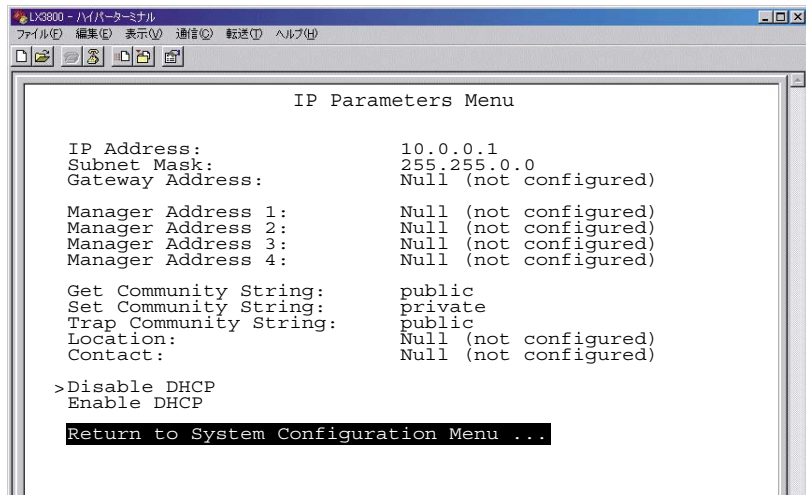 LX3800 - ハイパーターミナル
ファイル(F) 編集(E) 表示(V) 通信(C) 転送(T) ヘルプ(H)
IP Parameters Menu
IP Address: 10.0.0.1
Subnet Mask: 255.255.0.0
Gateway Address: Null (not configured)
Manager Address 1: Null (not configured)
Manager Address 2: Null (not configured)
Manager Address 3: Null (not configured)
Manager Address 4: Null (not configured)
Get Community String: public
Set Community String: private
Trap Community String: public
Location: Null (not configured)
Contact: Null (not configured)
>Disable DHCP
Enable DHCP
Return to System Configuration Menu ...